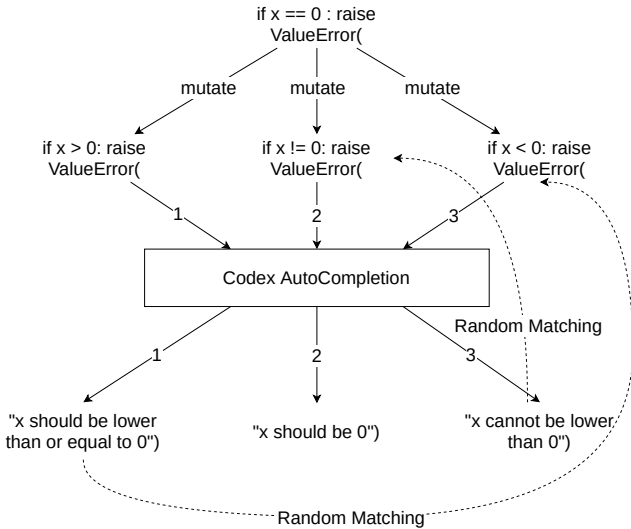 if x == 0 : raise
ValueError(
mutate
mutate
mutate
if x > 0: raise
ValueError(
if x != 0: raise
ValueError(
if x < 0: raise
ValueError(
1
2
3
Codex AutoCompletion
Random Matching
1
2
3
"x should be lower
than or equal to 0")
"x should be 0")
"x cannot be lower
than 0")
Random Matching